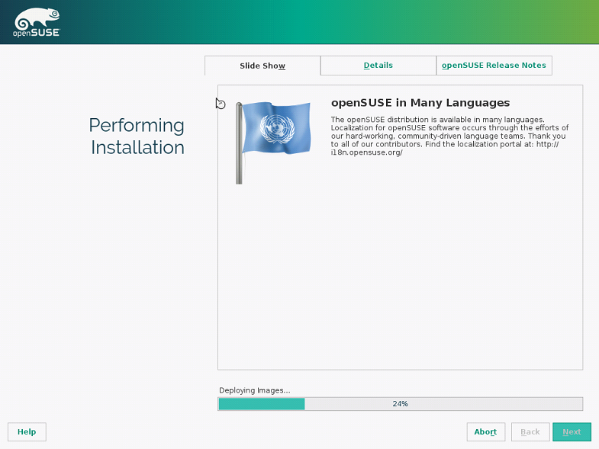 openSUSE
Slide Show
Details
openSUSE Release Notes
Performing
Installation
openSUSE in Many Languages
The openSUSE distribution is available in many languages.
Localization for openSUSE software occurs through the efforts of
our hard-working, community-driven language teams. Thank you
to all of our contributors. Find the localization portal at: http://
i18n.opensuse.org/
Deploying Images...
24%
Help
Abort
Back
Next